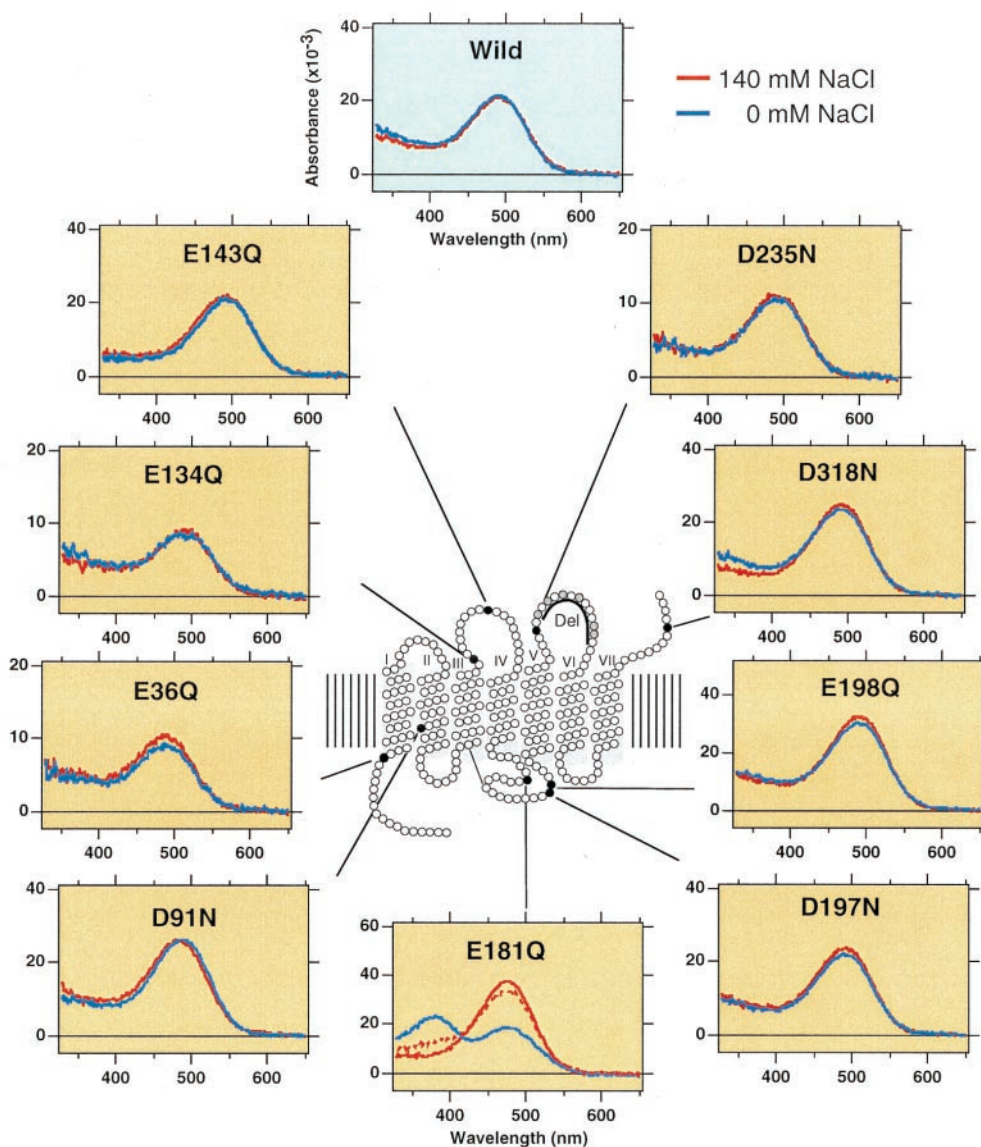 Wild
Absorbance (x10-3)
40
20
0
400 500 600
Wavelength (nm)
140 mM NaCl
0 mM NaCl
E143Q
40
20
0
400 500 600
D235N
20
10
0
400 500 600
E134Q
20
10
0
400 500 600
D318N
40
20
0
400 500 600
E36Q
20
10
0
400 500 600
Del
I II III IV V VI VII
E198Q
40
20
0
400 500 600
D91N
40
20
0
400 500 600
E181Q
60
40
20
0
400 500 600
Wavelength (nm)
D197N
40
20
0
400 500 600